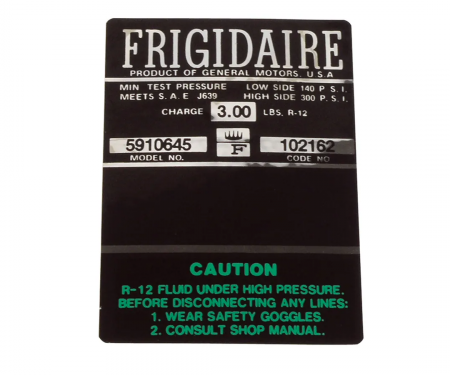 FRIGIDAIRE
PRODUCT OF GENERAL MOTORS, U.S.A
MIN TEST PRESSURE LOW SIDE 140 P.S.I.
MEETS S.A.E J639 HIGH SIDE 300 P.S.I.
CHARGE 3.00 LBS. R-12
5910645 F 102162
MODEL NO. CODE NO
CAUTION
R-12 FLUID UNDER HIGH PRESSURE.
BEFORE DISCONNECTING ANY LINES:
1. WEAR SAFETY GOGGLES.
2. CONSULT SHOP MANUAL.